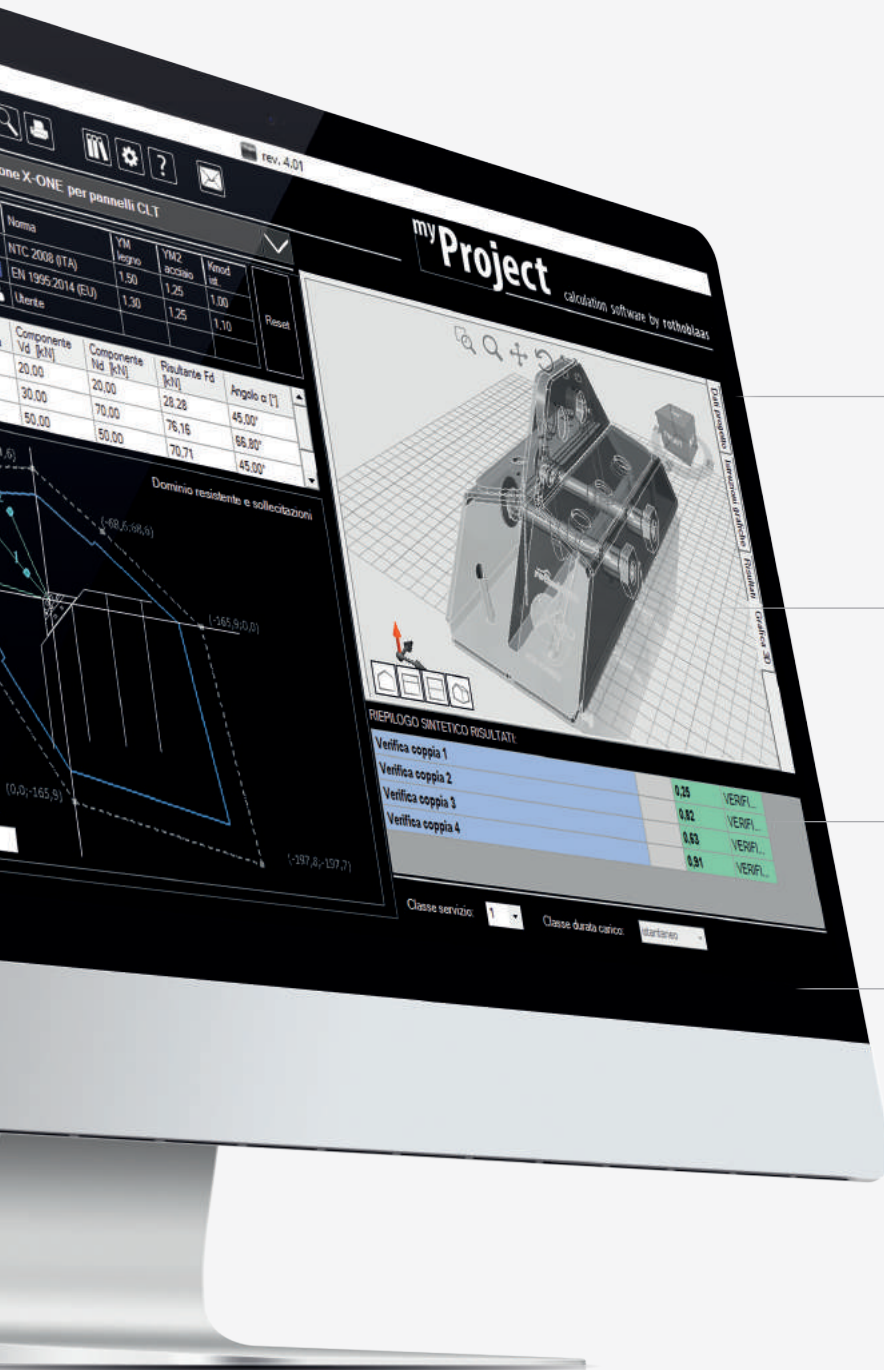 rev. 4.01
one X-ONE per pannelli CLT
Norma
YM legno
YM2 acciaio
Kmod ist.
NTC 2008 (ITA)
1,50
1,25
1,00
EN 1995:2014 (EU)
1,30
1,25
1,10
Utente
Reset
Componente Vd [kN]
Componente Nd [kN]
Risultante Fd [kN]
Angolo α [°]
20,00
20,00
28,28
45,00°
30,00
70,00
76,16
66,80°
50,00
50,00
70,71
45,00°
Dominio resistente e sollecitazioni
(-68,6;68,6)
(-165,9;0,0)
(0,0;-165,9)
(-197,8;-197,7)
1
myProject
calculation software by rothoblaas
Dati progetto
Istruzioni grafiche
Risultati
Grafica 3D
RIEPILOGO SINTETICO RISULTATI:
Verifica coppia 1
0,25
VERIFI...
Verifica coppia 2
0,82
VERIFI...
Verifica coppia 3
0,63
VERIFI...
Verifica coppia 4
0,91
VERIFI...
Classe servizio:
1
Classe durata carico:
istantaneo